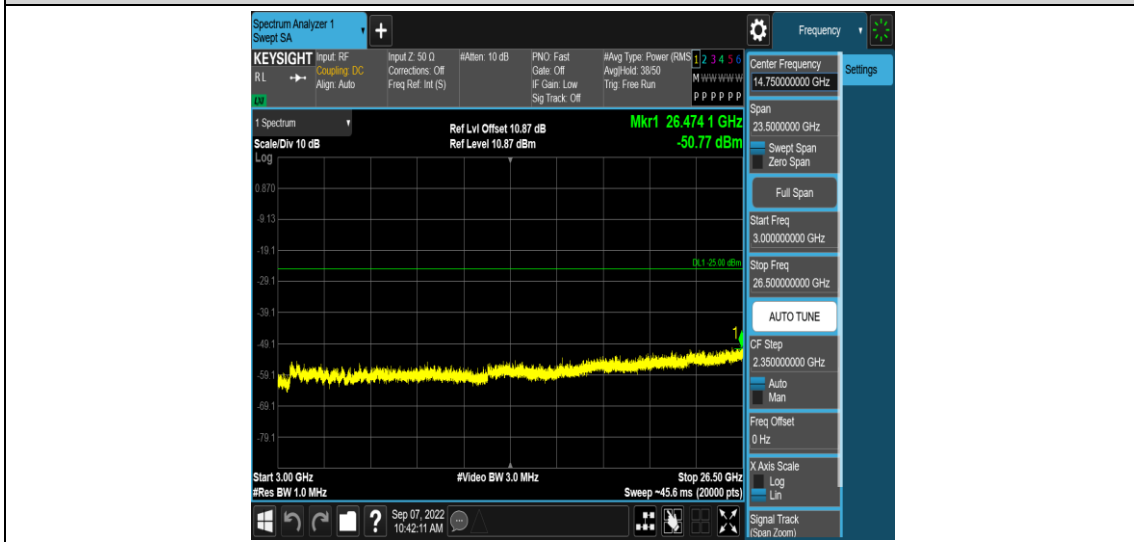 Spectrum Analyzer 1
Swept SA
+
Frequency
KEYSIGHT
RL
Input: RF
Coupling: DC
Align: Auto
Input Z: 50 Ω
Corrections: Off
Freq Ref: Int (S)
#Atten: 10 dB
PNO: Fast
Gate: Off
IF Gain: Low
Sig Track: Off
#Avg Type: Power (RMS
Avg|Hold: 38/50
Trig: Free Run
1 2 3 4 5 6
M W W W W W
P P P P P P
1 Spectrum
Scale/Div 10 dB
Log
Ref Lvl Offset 10.87 dB
Ref Level 10.87 dBm
Mkr1 26.474 1 GHz
-50.77 dBm
0.870
-9.13
-19.1
DL1 -25.00 dBm
-29.1
-39.1
1
-49.1
-59.1
-69.1
-79.1
Start 3.00 GHz
#Res BW 1.0 MHz
#Video BW 3.0 MHz
Stop 26.50 GHz
Sweep ~45.6 ms (20000 pts)
?
Sep 07, 2022
10:42:11 AM
Center Frequency
14.750000000 GHz
Settings
Span
23.5000000 GHz
Swept Span
Zero Span
Full Span
Start Freq
3.000000000 GHz
Stop Freq
26.500000000 GHz
AUTO TUNE
CF Step
2.350000000 GHz
Auto
Man
Freq Offset
0 Hz
X Axis Scale
Log
Lin
Signal Track
(Span Zoom)